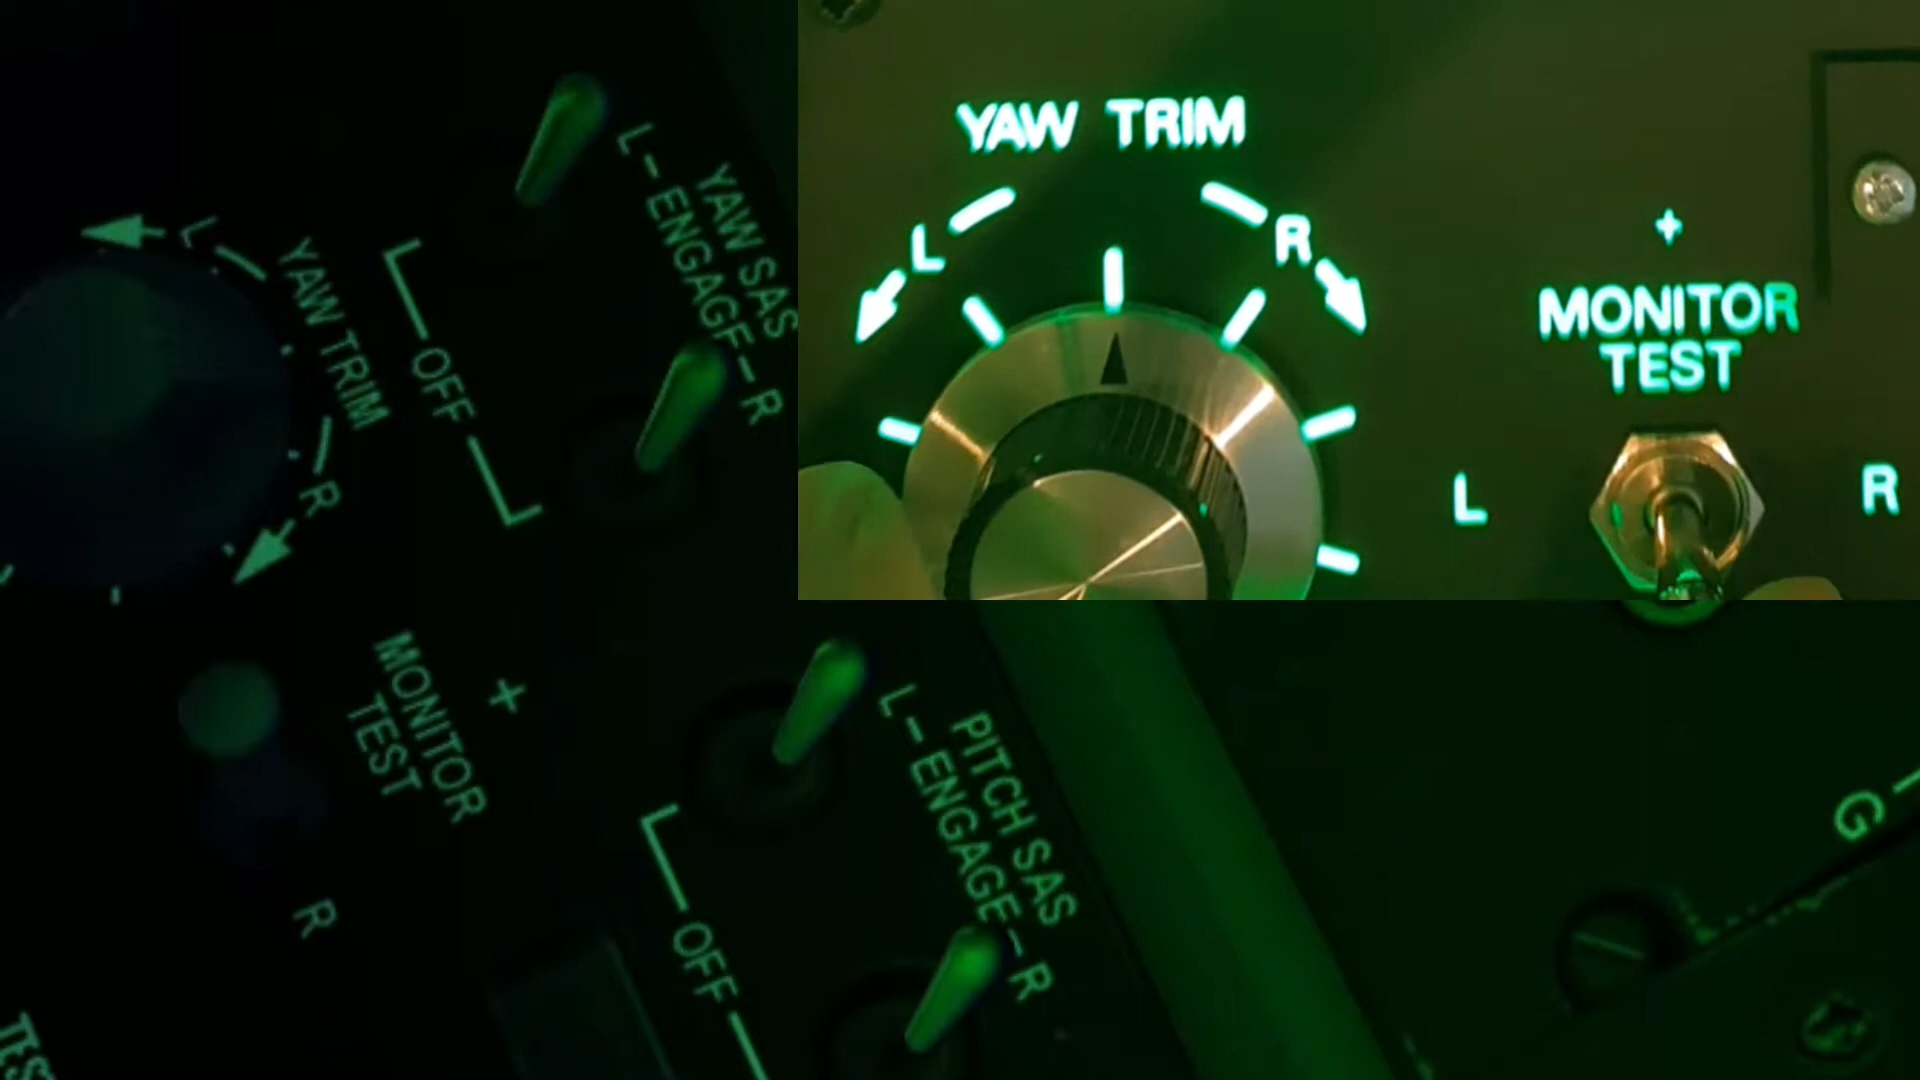 L-ENGAGE-R
YAW SAS
L
YAW TRIM
R
OFF
MONITOR
TEST
+
R
L-ENGAGE-R
PITCH SAS
OFF
YAW TRIM
L
R
+
MONITOR
TEST
L
R
G